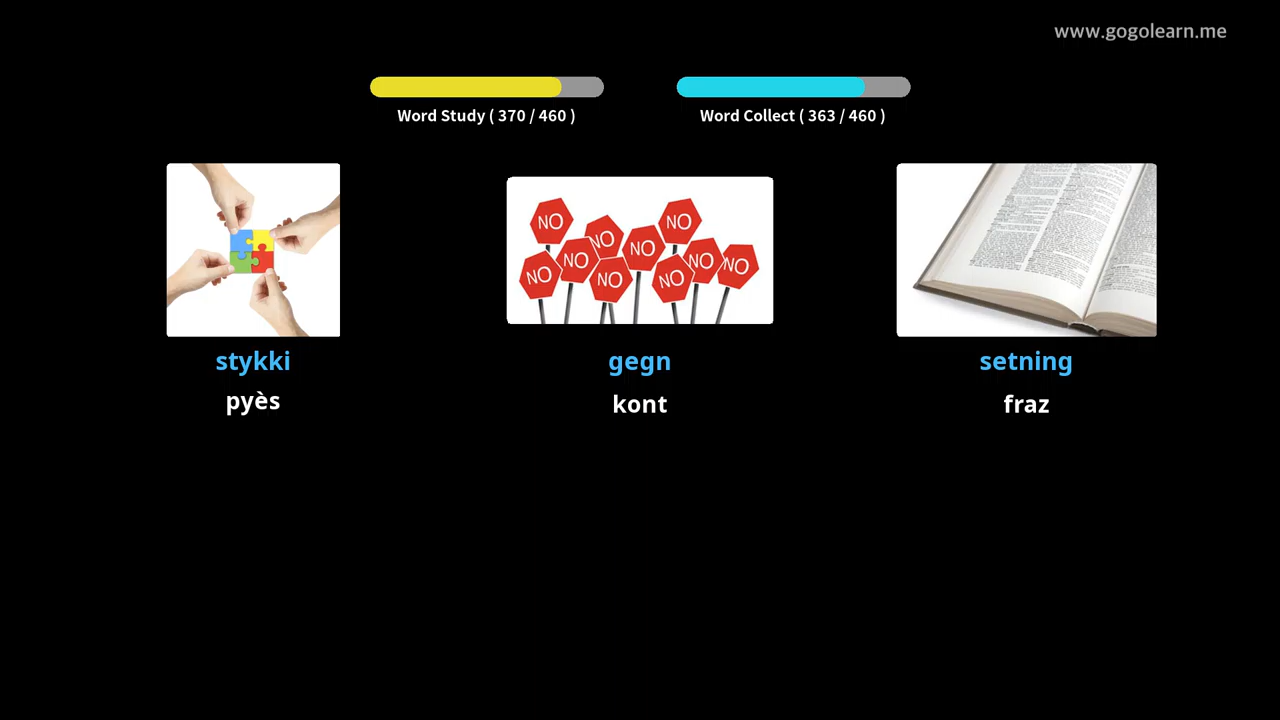 www.gogolearn.me
Word Study ( 370 / 460 )
Word Collect ( 363 / 460 )
NO
NO
NO
NO
NO
NO
NO
NO
NO
NO
stykki
gegn
setning
pyès
kont
fraz